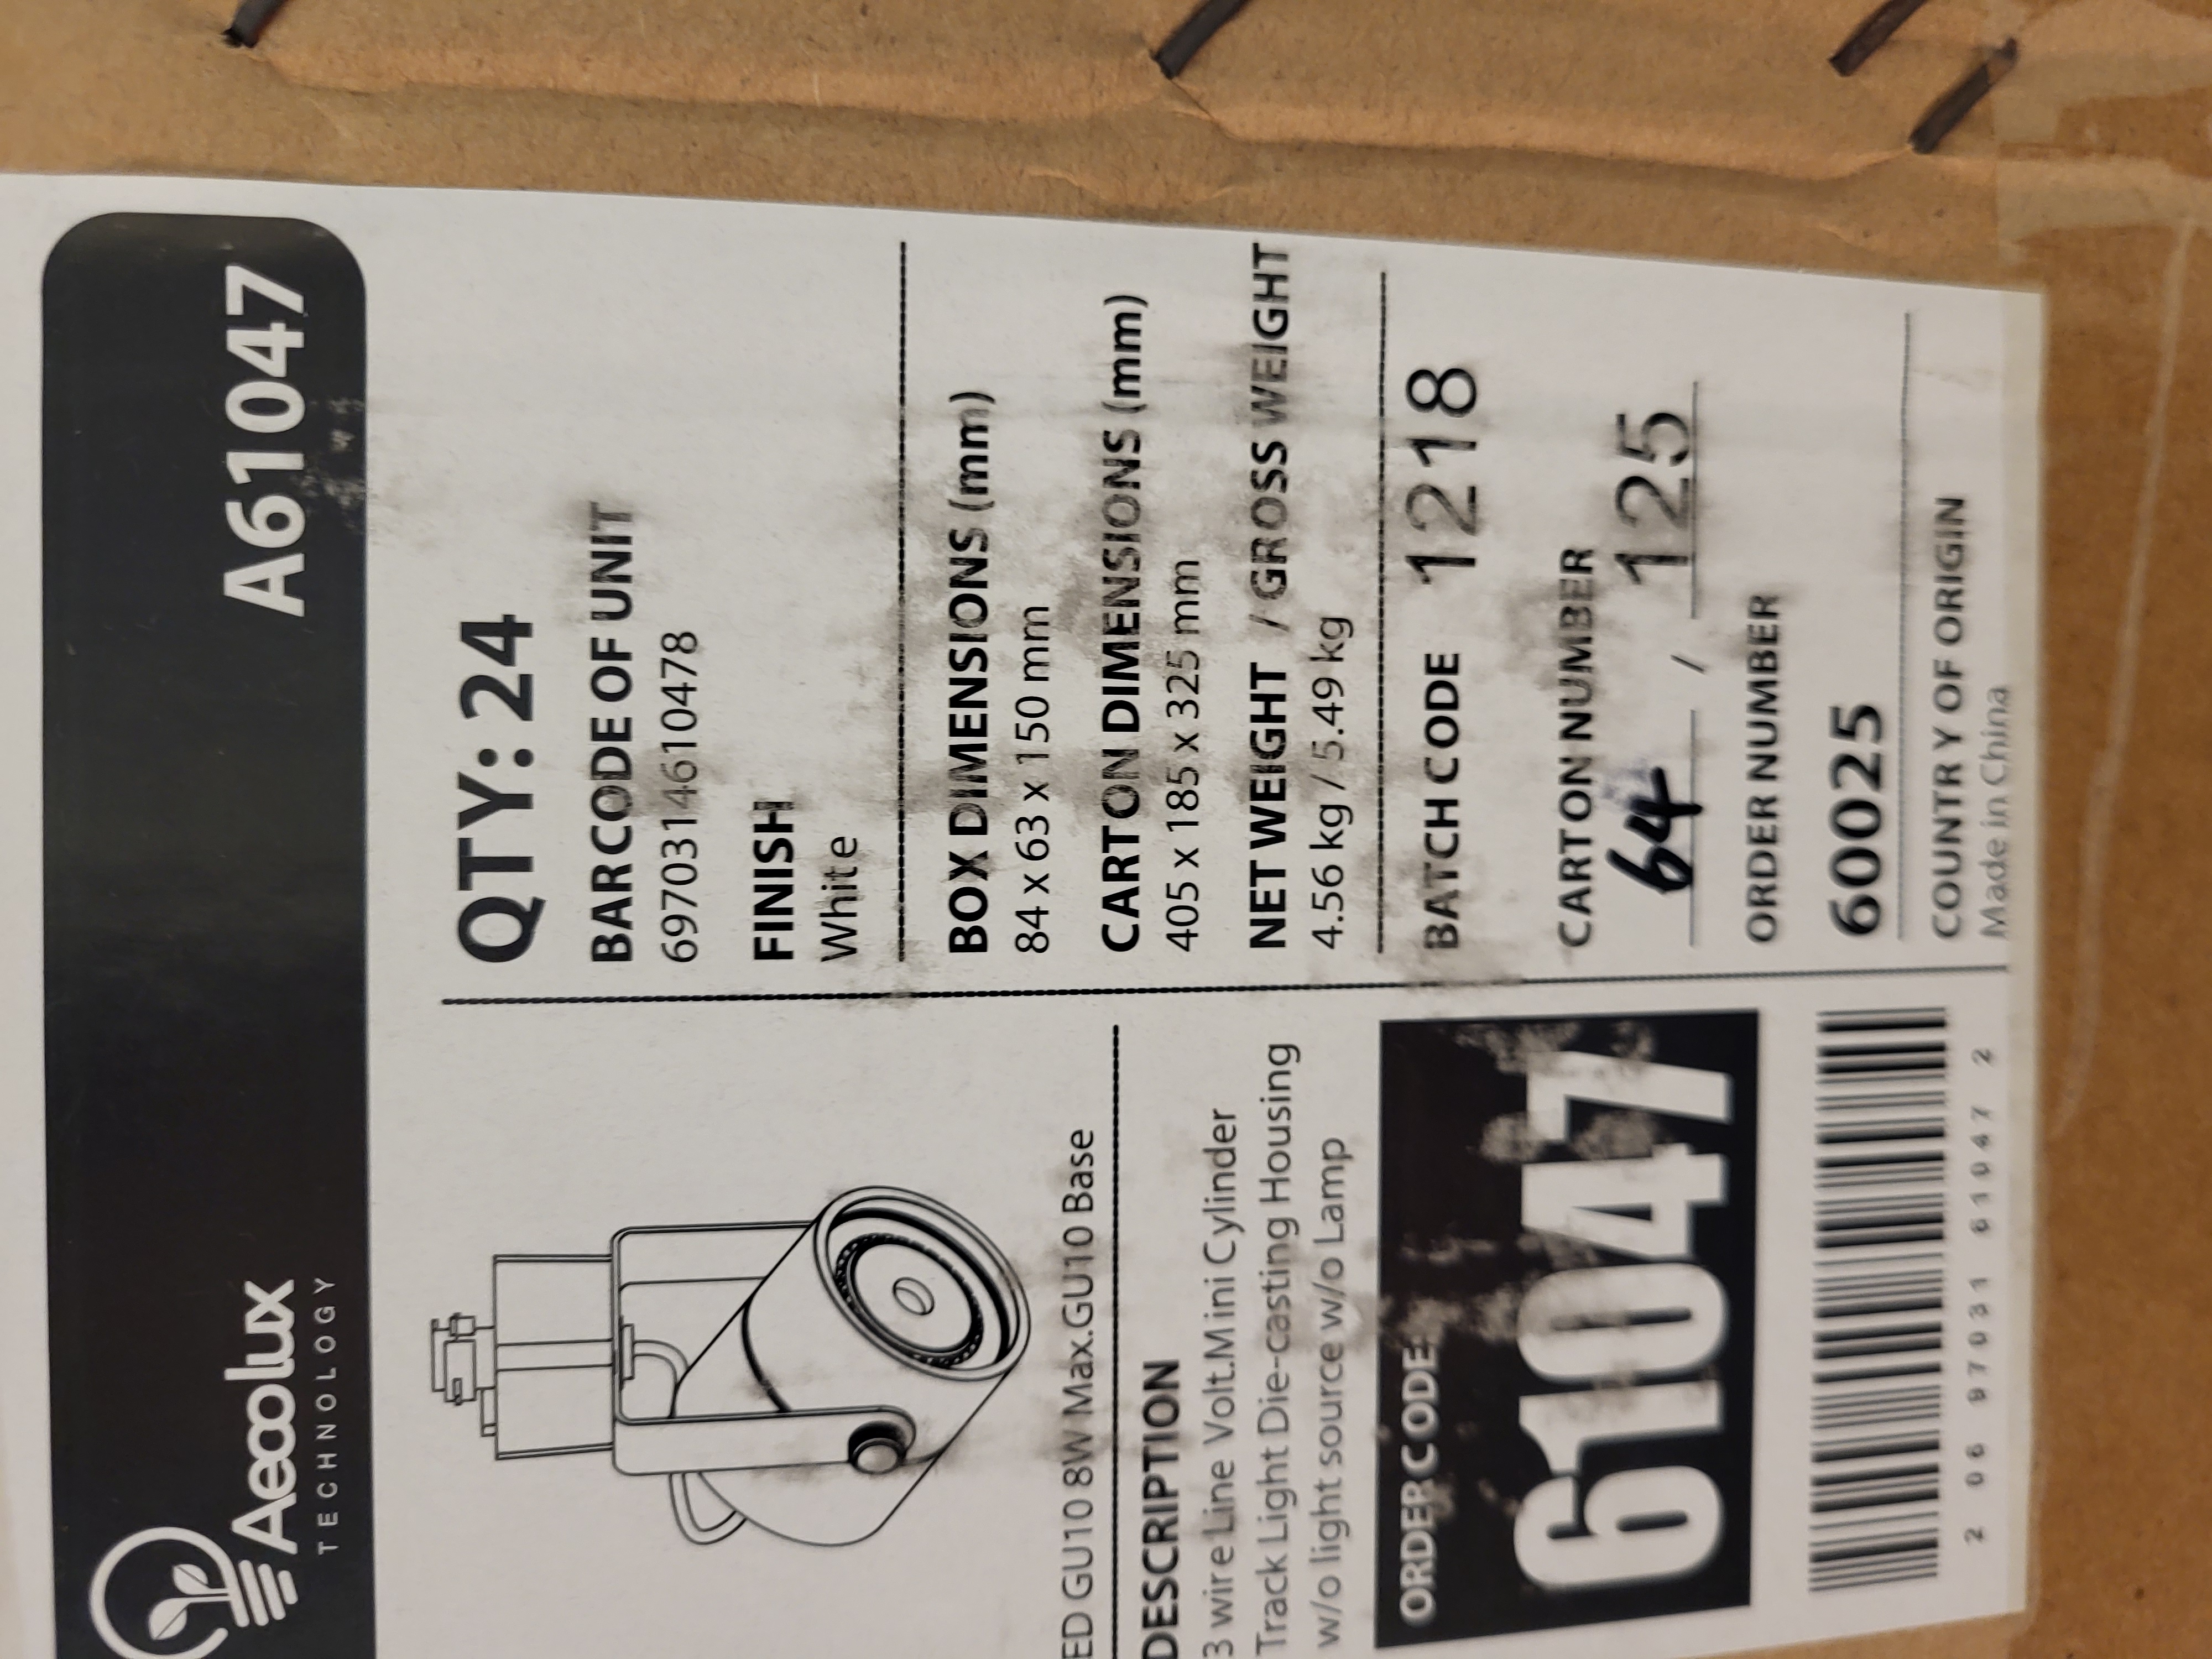 Aecolux
TECHNOLOGY
A61047
ED GU10 8W Max.GU10 Base
DESCRIPTION
3 wire Line Volt.Mini Cylinder
Track Light Die-casting Housing
w/o light source w/o Lamp
ORDER CODE
61047
2 06 97031 61047 2
QTY: 24
BARCODE OF UNIT
6970314610478
FINISH
White
BOX DIMENSIONS (mm)
84 x 63 x 150 mm
CARTON DIMENSIONS (mm)
405 x 185 x 325 mm
NET WEIGHT / GROSS WEIGHT
4.56 kg / 5.49 kg
BATCH CODE 1218
CARTON NUMBER
64 / 125
ORDER NUMBER
60025
COUNTRY OF ORIGIN
Made in China